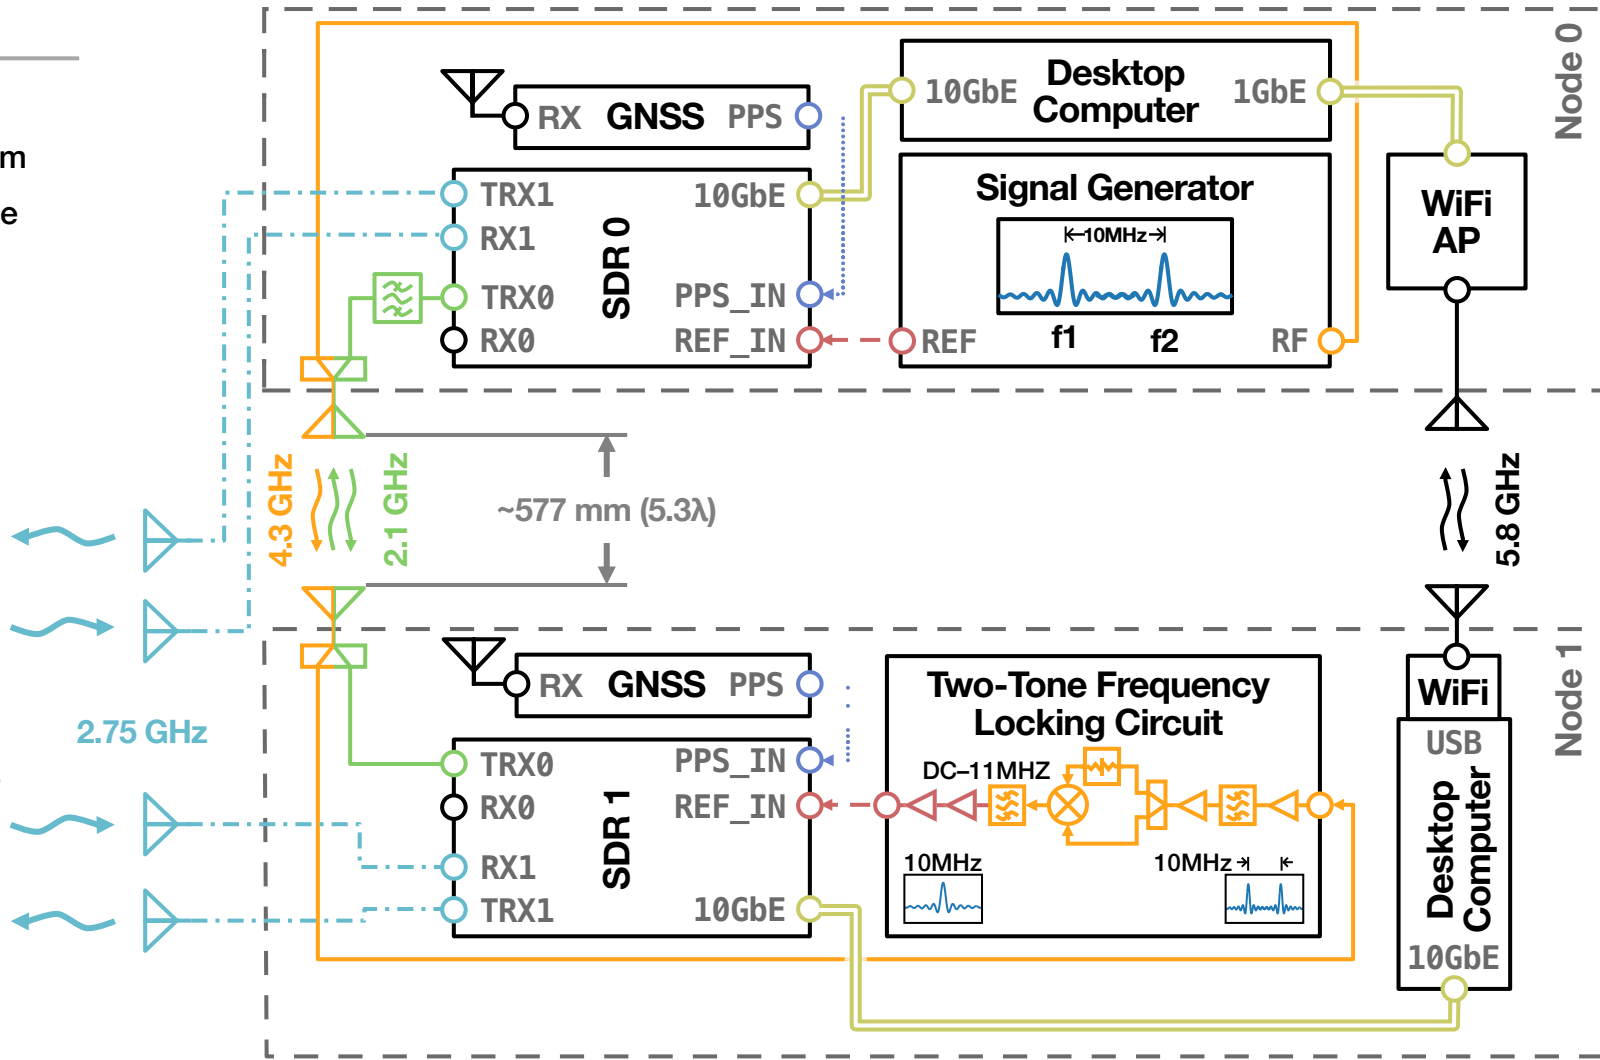 m
e
Node 0
RX GNSS PPS
10GbE Desktop Computer 1GbE
TRX1 10GbE
RX1
SDR 0
TRX0 PPS_IN
RX0 REF_IN
Signal Generator
10MHz
f1 f2
REF RF
WiFi
AP
4.3 GHz
2.1 GHz
~577 mm (5.3λ)
5.8 GHz
2.75 GHz
Node 1
RX GNSS PPS
TRX0 PPS_IN
RX0 REF_IN
SDR 1
RX1
TRX1 10GbE
Two-Tone Frequency
Locking Circuit
DC–11MHZ
10MHz
10MHz
WiFi
USB
Desktop
Computer
10GbE